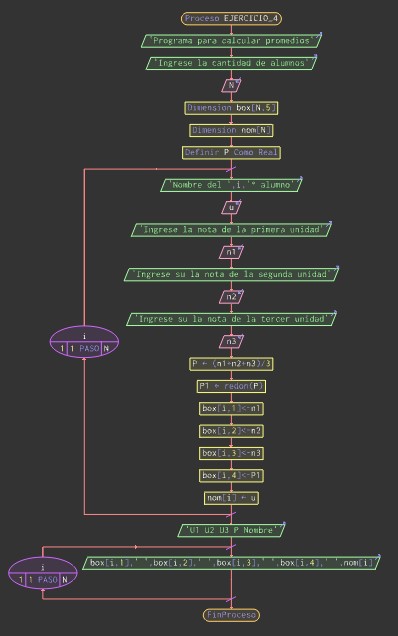 Proceso EJERCICIO_4
'Programa para calcular promedios'
'Ingrese la cantidad de alumnos'
N
Dimension box[N,5]
Dimension nom[N]
Definir P Como Real
'Nombre del ',i,'° alumno'
u
'Ingrese la nota de la primera unidad'
n1
'Ingrese su la nota de la segunda unidad'
n2
'Ingrese su la nota de la tercer unidad'
n3
i
1 1 PASO N
P ← (n1+n2+n3)/3
P1 ← redon(P)
box[i,1]<-n1
box[i,2]<-n2
box[i,3]<-n3
box[i,4]<-P1
nom[i] ← u
'U1 U2 U3 P Nombre'
i
1 1 PASO N
box[i,1],' ',box[i,2],' ',box[i,3],' ',box[i,4],' ',nom[i]
FinProceso